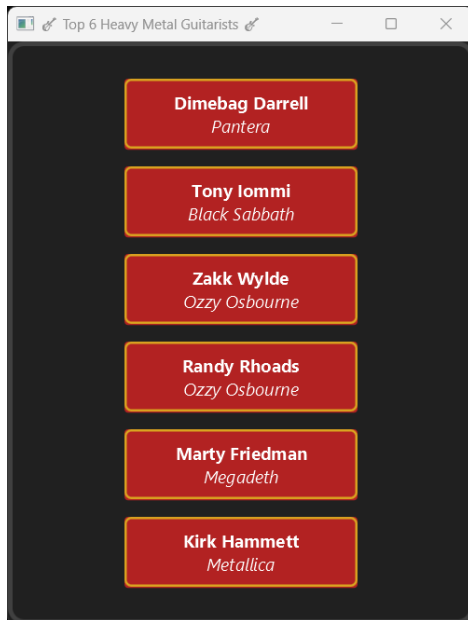 🎸 Top 6 Heavy Metal Guitarists 🎸
Dimebag Darrell
Pantera
Tony Iommi
Black Sabbath
Zakk Wylde
Ozzy Osbourne
Randy Rhoads
Ozzy Osbourne
Marty Friedman
Megadeth
Kirk Hammett
Metallica